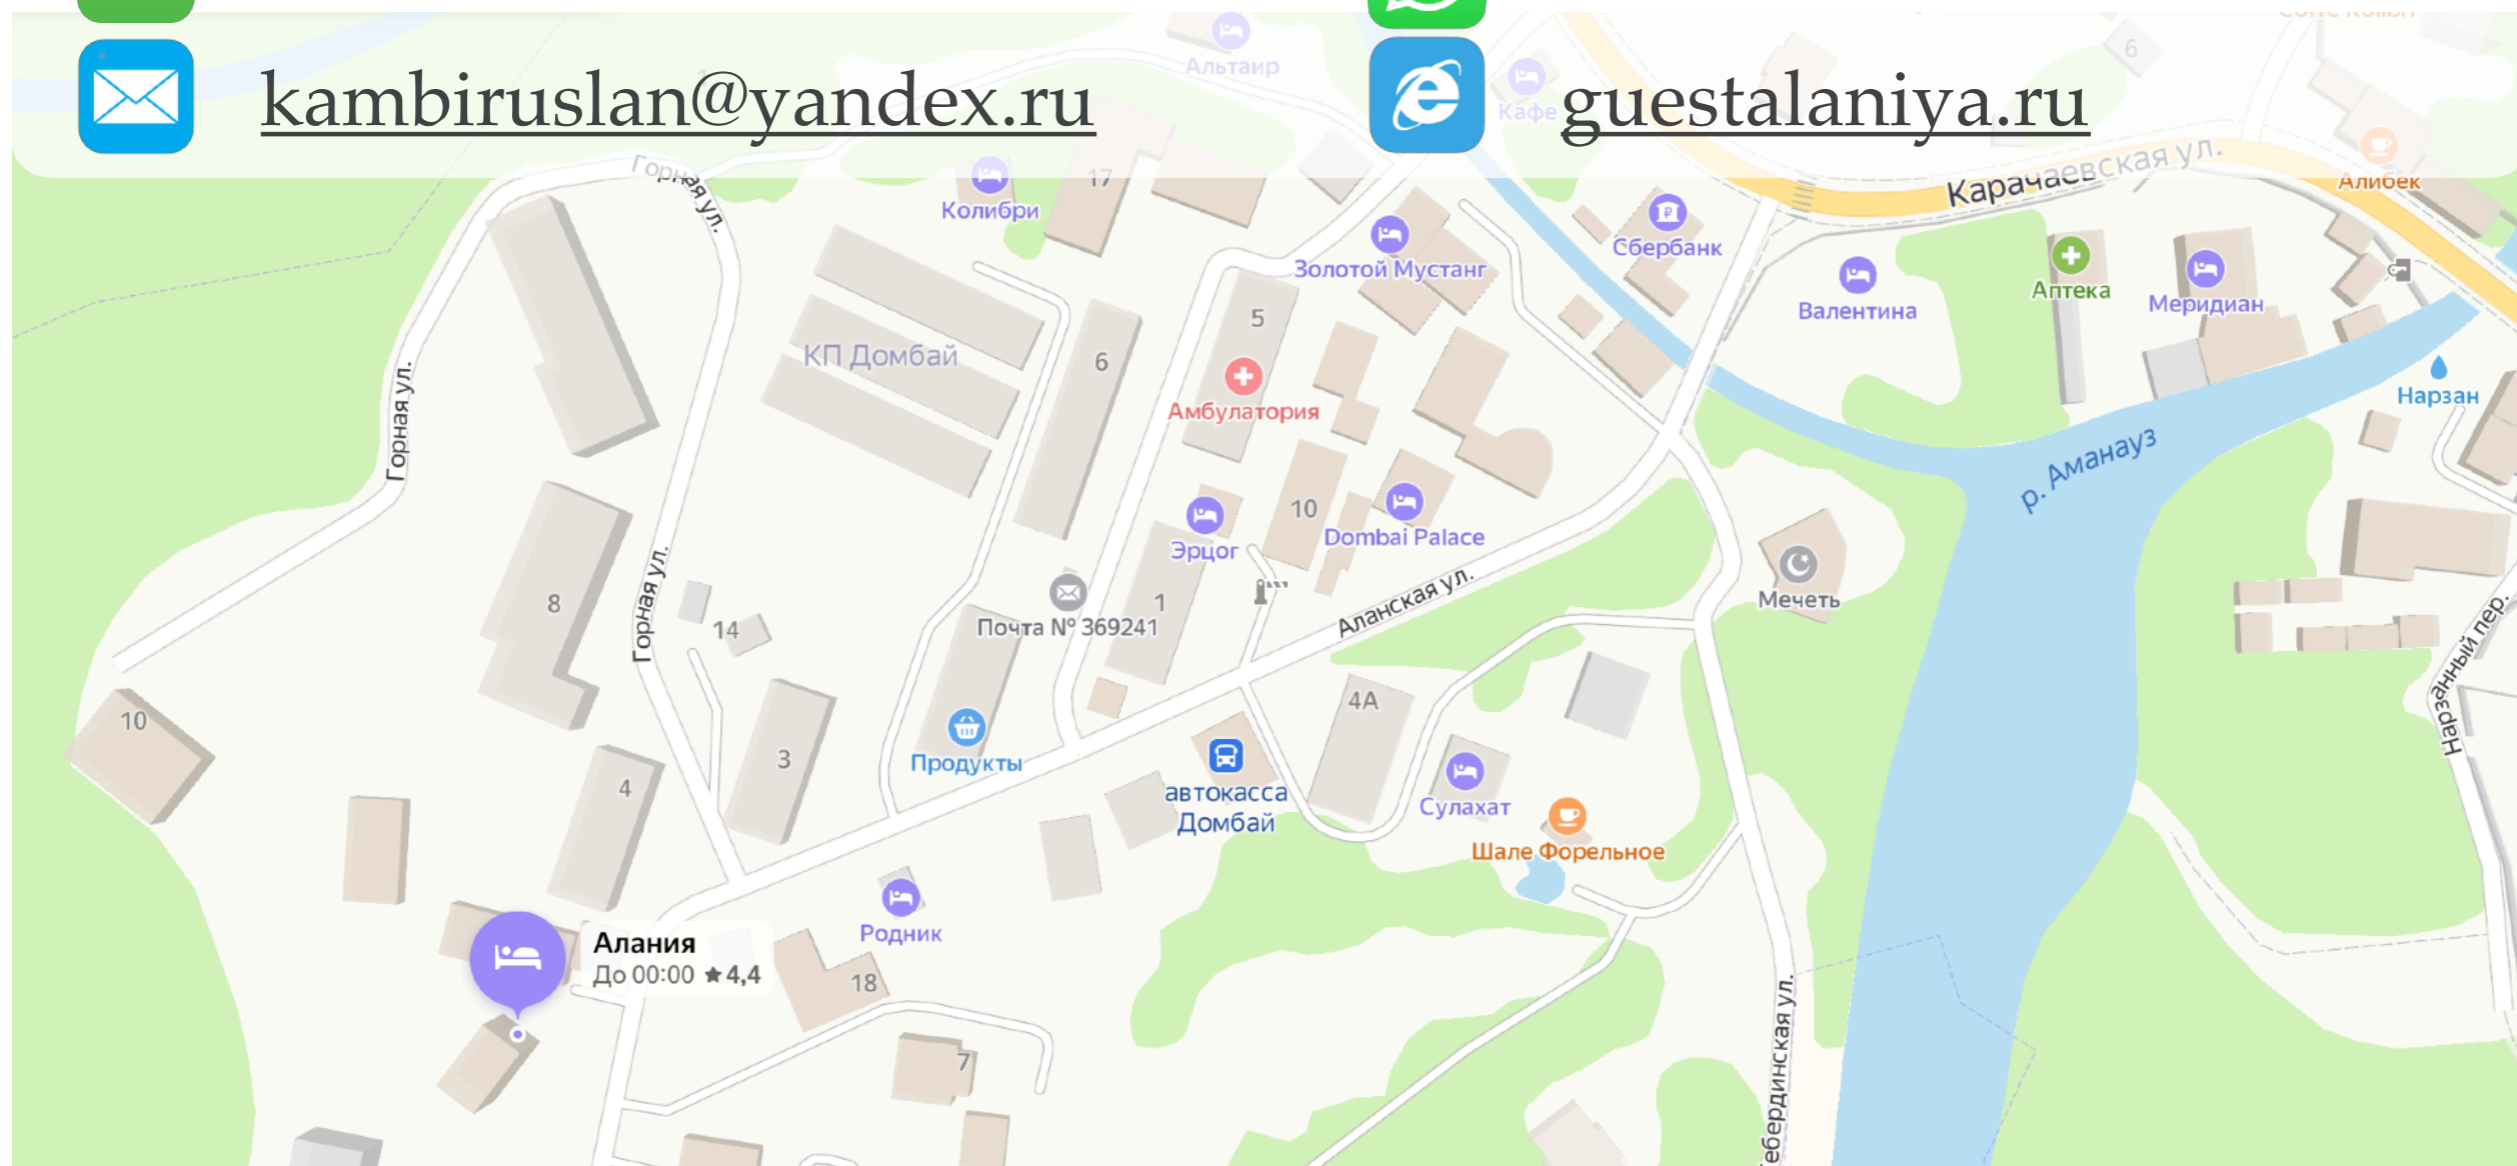 Альтаир
6
kambiruslan@yandex.ru
Кафе
guestalaniya.ru
Горная ул.
17
Колибри
Карачаевская ул.
Алибек
Золотой Мустанг
Сбербанк
Валентина
Аптека
Меридиан
5
КП Домбай
6
Амбулатория
Нарзан
Горная ул.
р. Аманауз
10
Эрцог
Dombai Palace
Горная ул.
8
14
Почта № 369241
1
Аланская ул.
Мечеть
Нарзанный пер.
10
4А
3
4
Продукты
автокасса
Домбай
Сулахат
Шале Форельное
Родник
Алания
До 00:00 ★4,4
18
7
ебердинская ул.